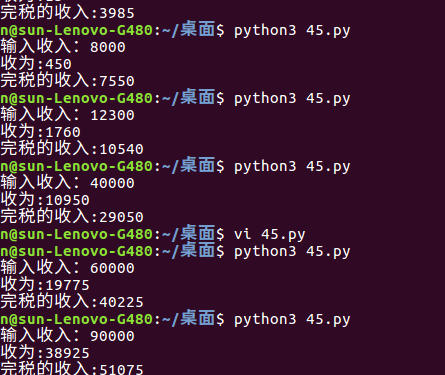 完税的收入:3985
n@sun-Lenovo-G480:~/桌面$ python3 45.py
输入收入: 8000
收为:450
完税的收入:7550
n@sun-Lenovo-G480:~/桌面$ python3 45.py
输入收入: 12300
收为:1760
完税的收入:10540
n@sun-Lenovo-G480:~/桌面$ python3 45.py
输入收入: 40000
收为:10950
完税的收入:29050
n@sun-Lenovo-G480:~/桌面$ vi 45.py
n@sun-Lenovo-G480:~/桌面$ python3 45.py
输入收入: 60000
收为:19775
完税的收入:40225
n@sun-Lenovo-G480:~/桌面$ python3 45.py
输入收入: 90000
收为:38925
完税的收入:51075